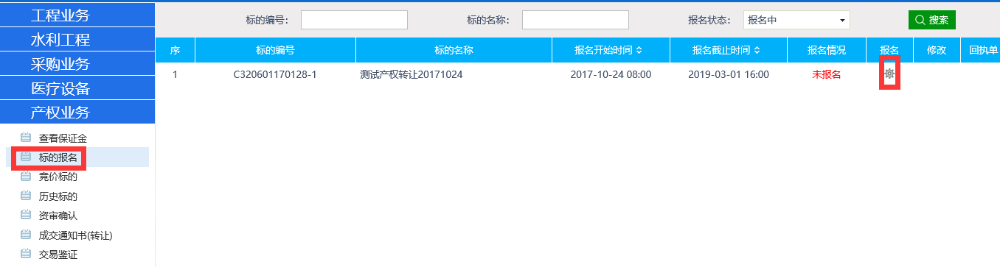 工程业务
水利工程
采购业务
医疗设备
产权业务
查看保证金
标的报名
竟价标的
历史标的
资审确认
成交通知书(转让)
交易鉴证
标的编号： 标的名称： 报名状态： 报名中 搜索
序 标的编号 标的名称 报名开始时间 报名截止时间 报名情况 报名 修改 回执单
1 C320601170128-1 测试产权转让20171024 2017-10-24 08:00 2019-03-01 16:00 未报名